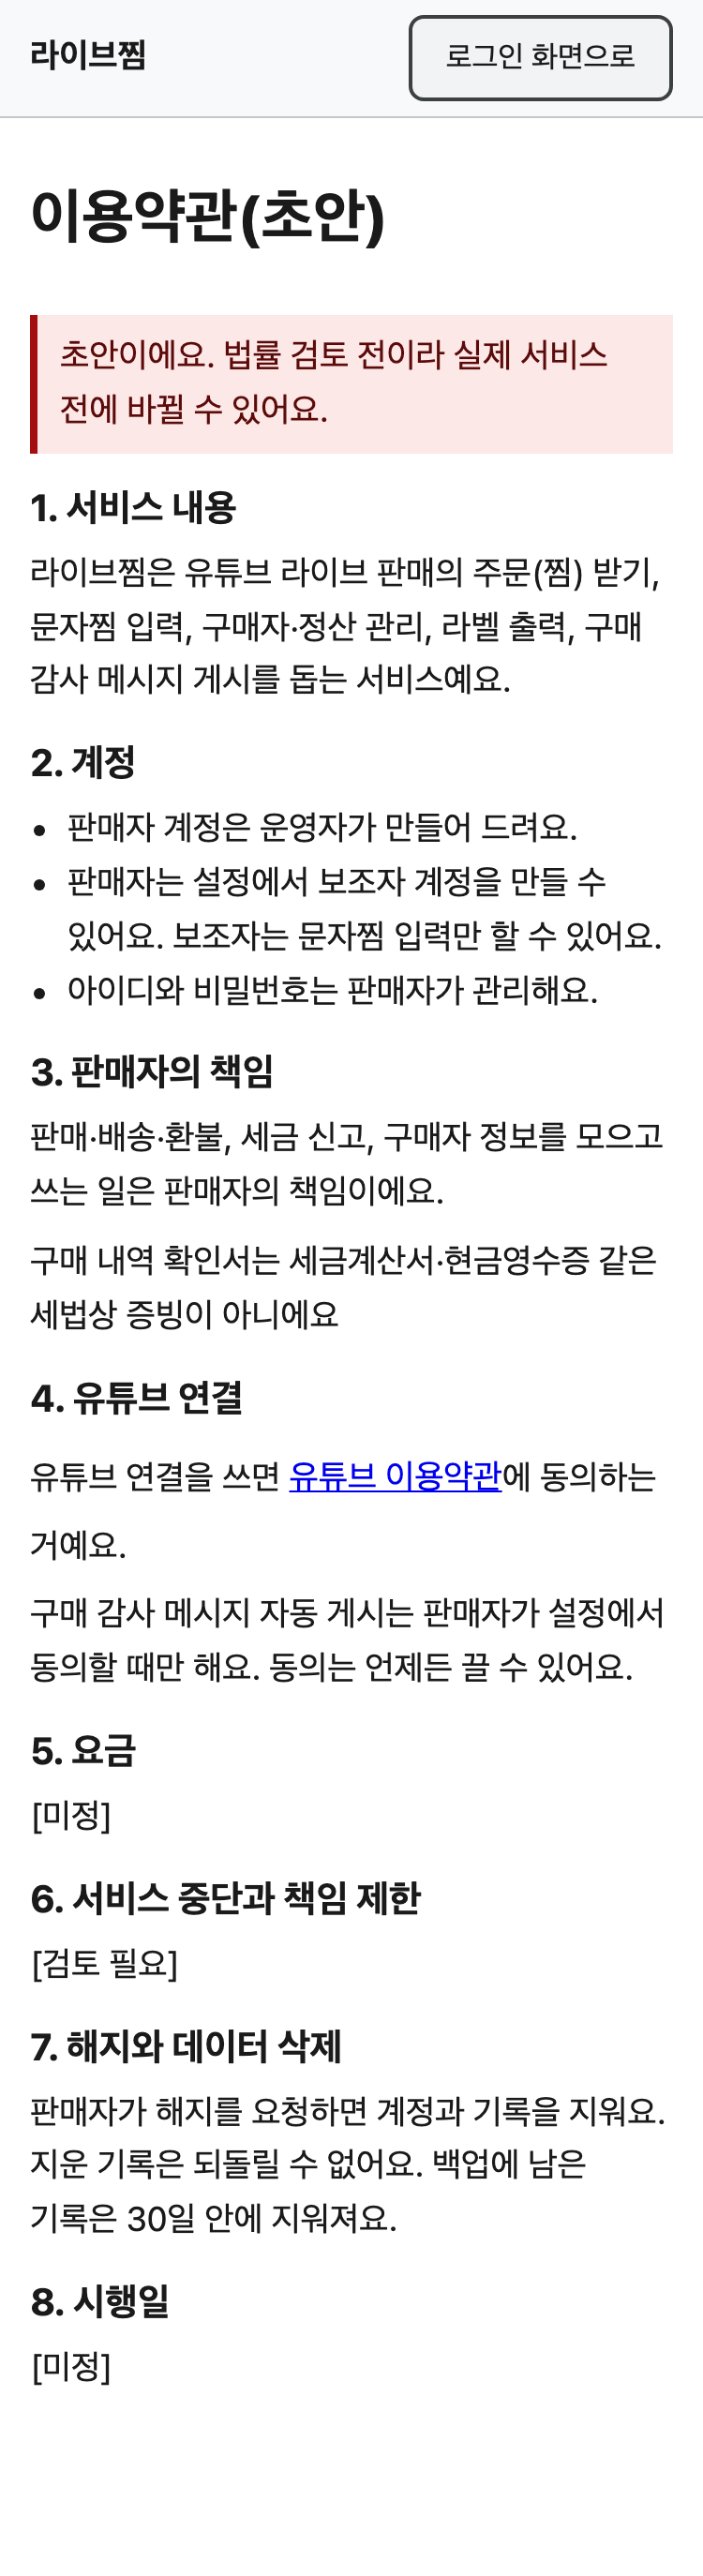 라이브찜
로그인 화면으로
이용약관(초안)
초안이에요. 법률 검토 전이라 실제 서비스
전에 바뀔 수 있어요.
1. 서비스 내용
라이브찜은 유튜브 라이브 판매의 주문(찜) 받기,
문자찜 입력, 구매자·정산 관리, 라벨 출력, 구매
감사 메시지 게시를 돕는 서비스예요.
2. 계정
• 판매자 계정은 운영자가 만들어 드려요.
• 판매자는 설정에서 보조자 계정을 만들 수
있어요. 보조자는 문자찜 입력만 할 수 있어요.
• 아이디와 비밀번호는 판매자가 관리해요.
3. 판매자의 책임
판매·배송·환불, 세금 신고, 구매자 정보를 모으고
쓰는 일은 판매자의 책임이에요.
구매 내역 확인서는 세금계산서·현금영수증 같은
세법상 증빙이 아니에요
4. 유튜브 연결
유튜브 연결을 쓰면 유튜브 이용약관에 동의하는
거예요.
구매 감사 메시지 자동 게시는 판매자가 설정에서
동의할 때만 해요. 동의는 언제든 끌 수 있어요.
5. 요금
[미정]
6. 서비스 중단과 책임 제한
[검토 필요]
7. 해지와 데이터 삭제
판매자가 해지를 요청하면 계정과 기록을 지워요.
지운 기록은 되돌릴 수 없어요. 백업에 남은
기록은 30일 안에 지워져요.
8. 시행일
[미정]